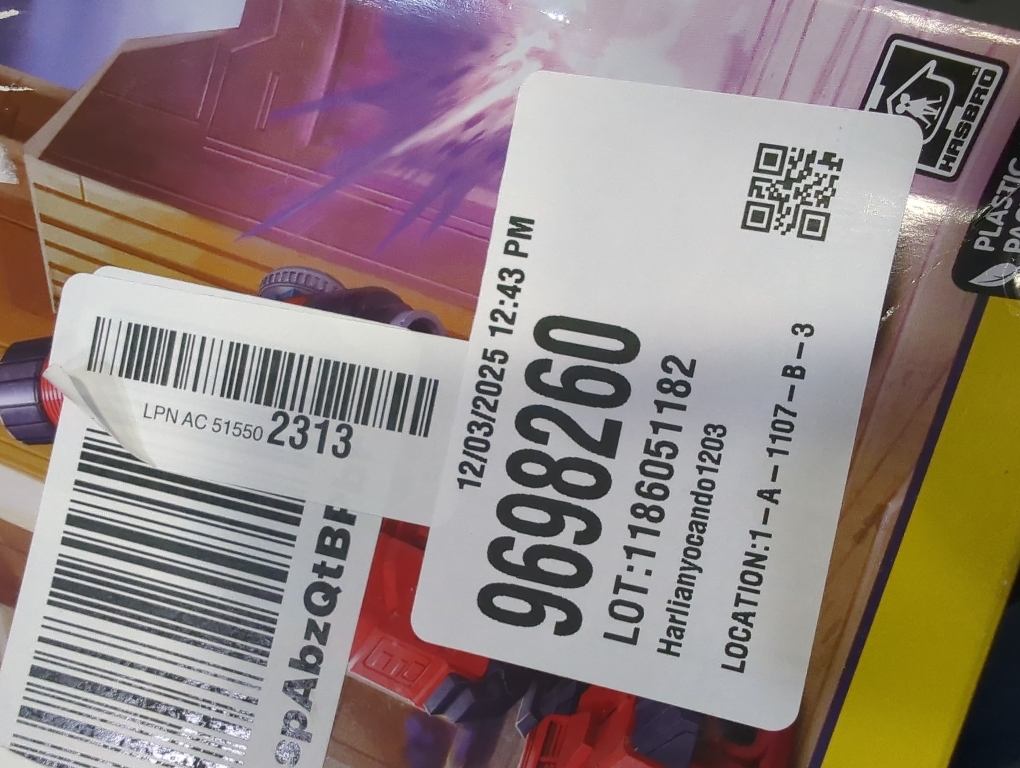 12/03/2025 12:43 PM
9698260
LOT:1186051182
Harlianyocando1203
LOCATION:1-A-1107-B-3
LPN AC 51550 2313
pAbzQtBF
HASBRO
PLASTIC